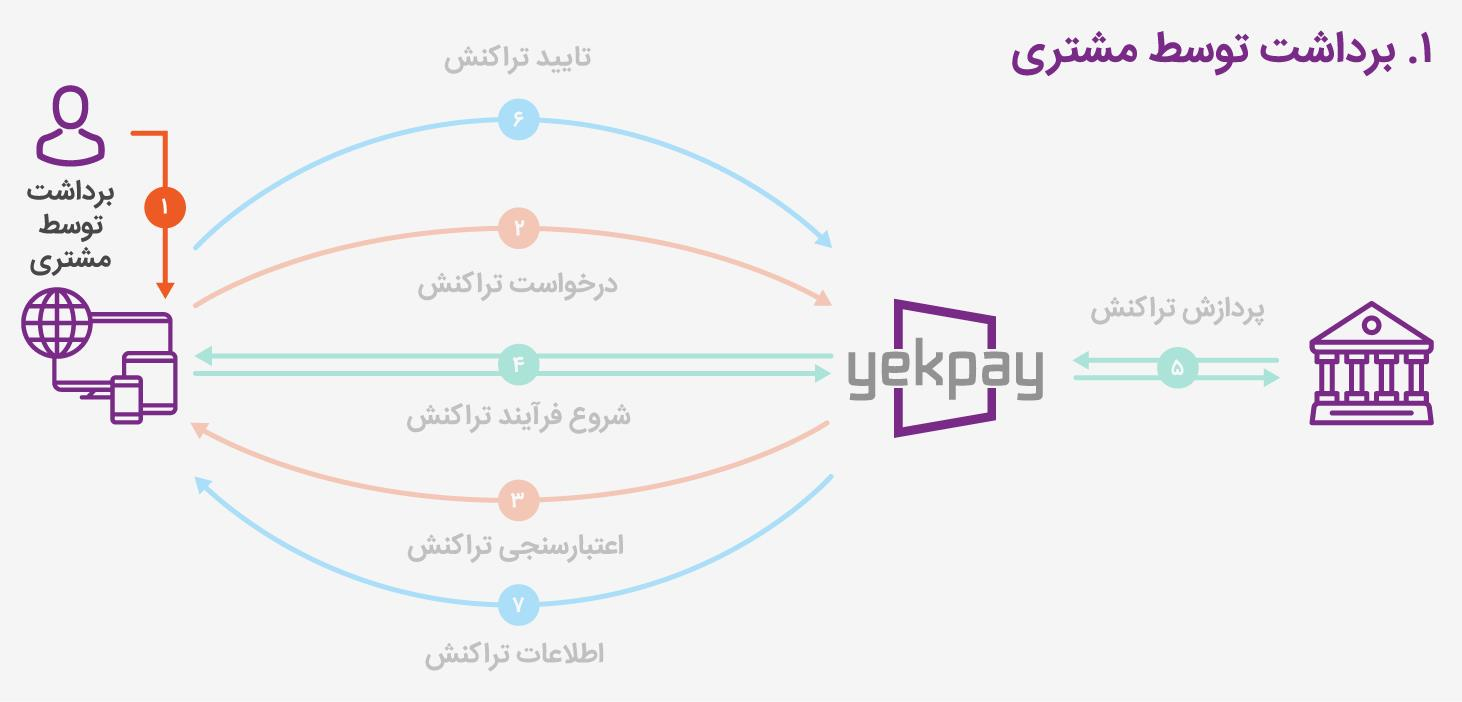 ۱. برداشت توسط مشتری
تایید تراکنش
۶
برداشت
توسط
مشتری
۱
۲
درخواست تراکنش
پردازش تراکنش
۴
۵
yekpay
شروع فرآیند تراکنش
۳
اعتبارسنجی تراکنش
۷
اطلاعات تراکنش